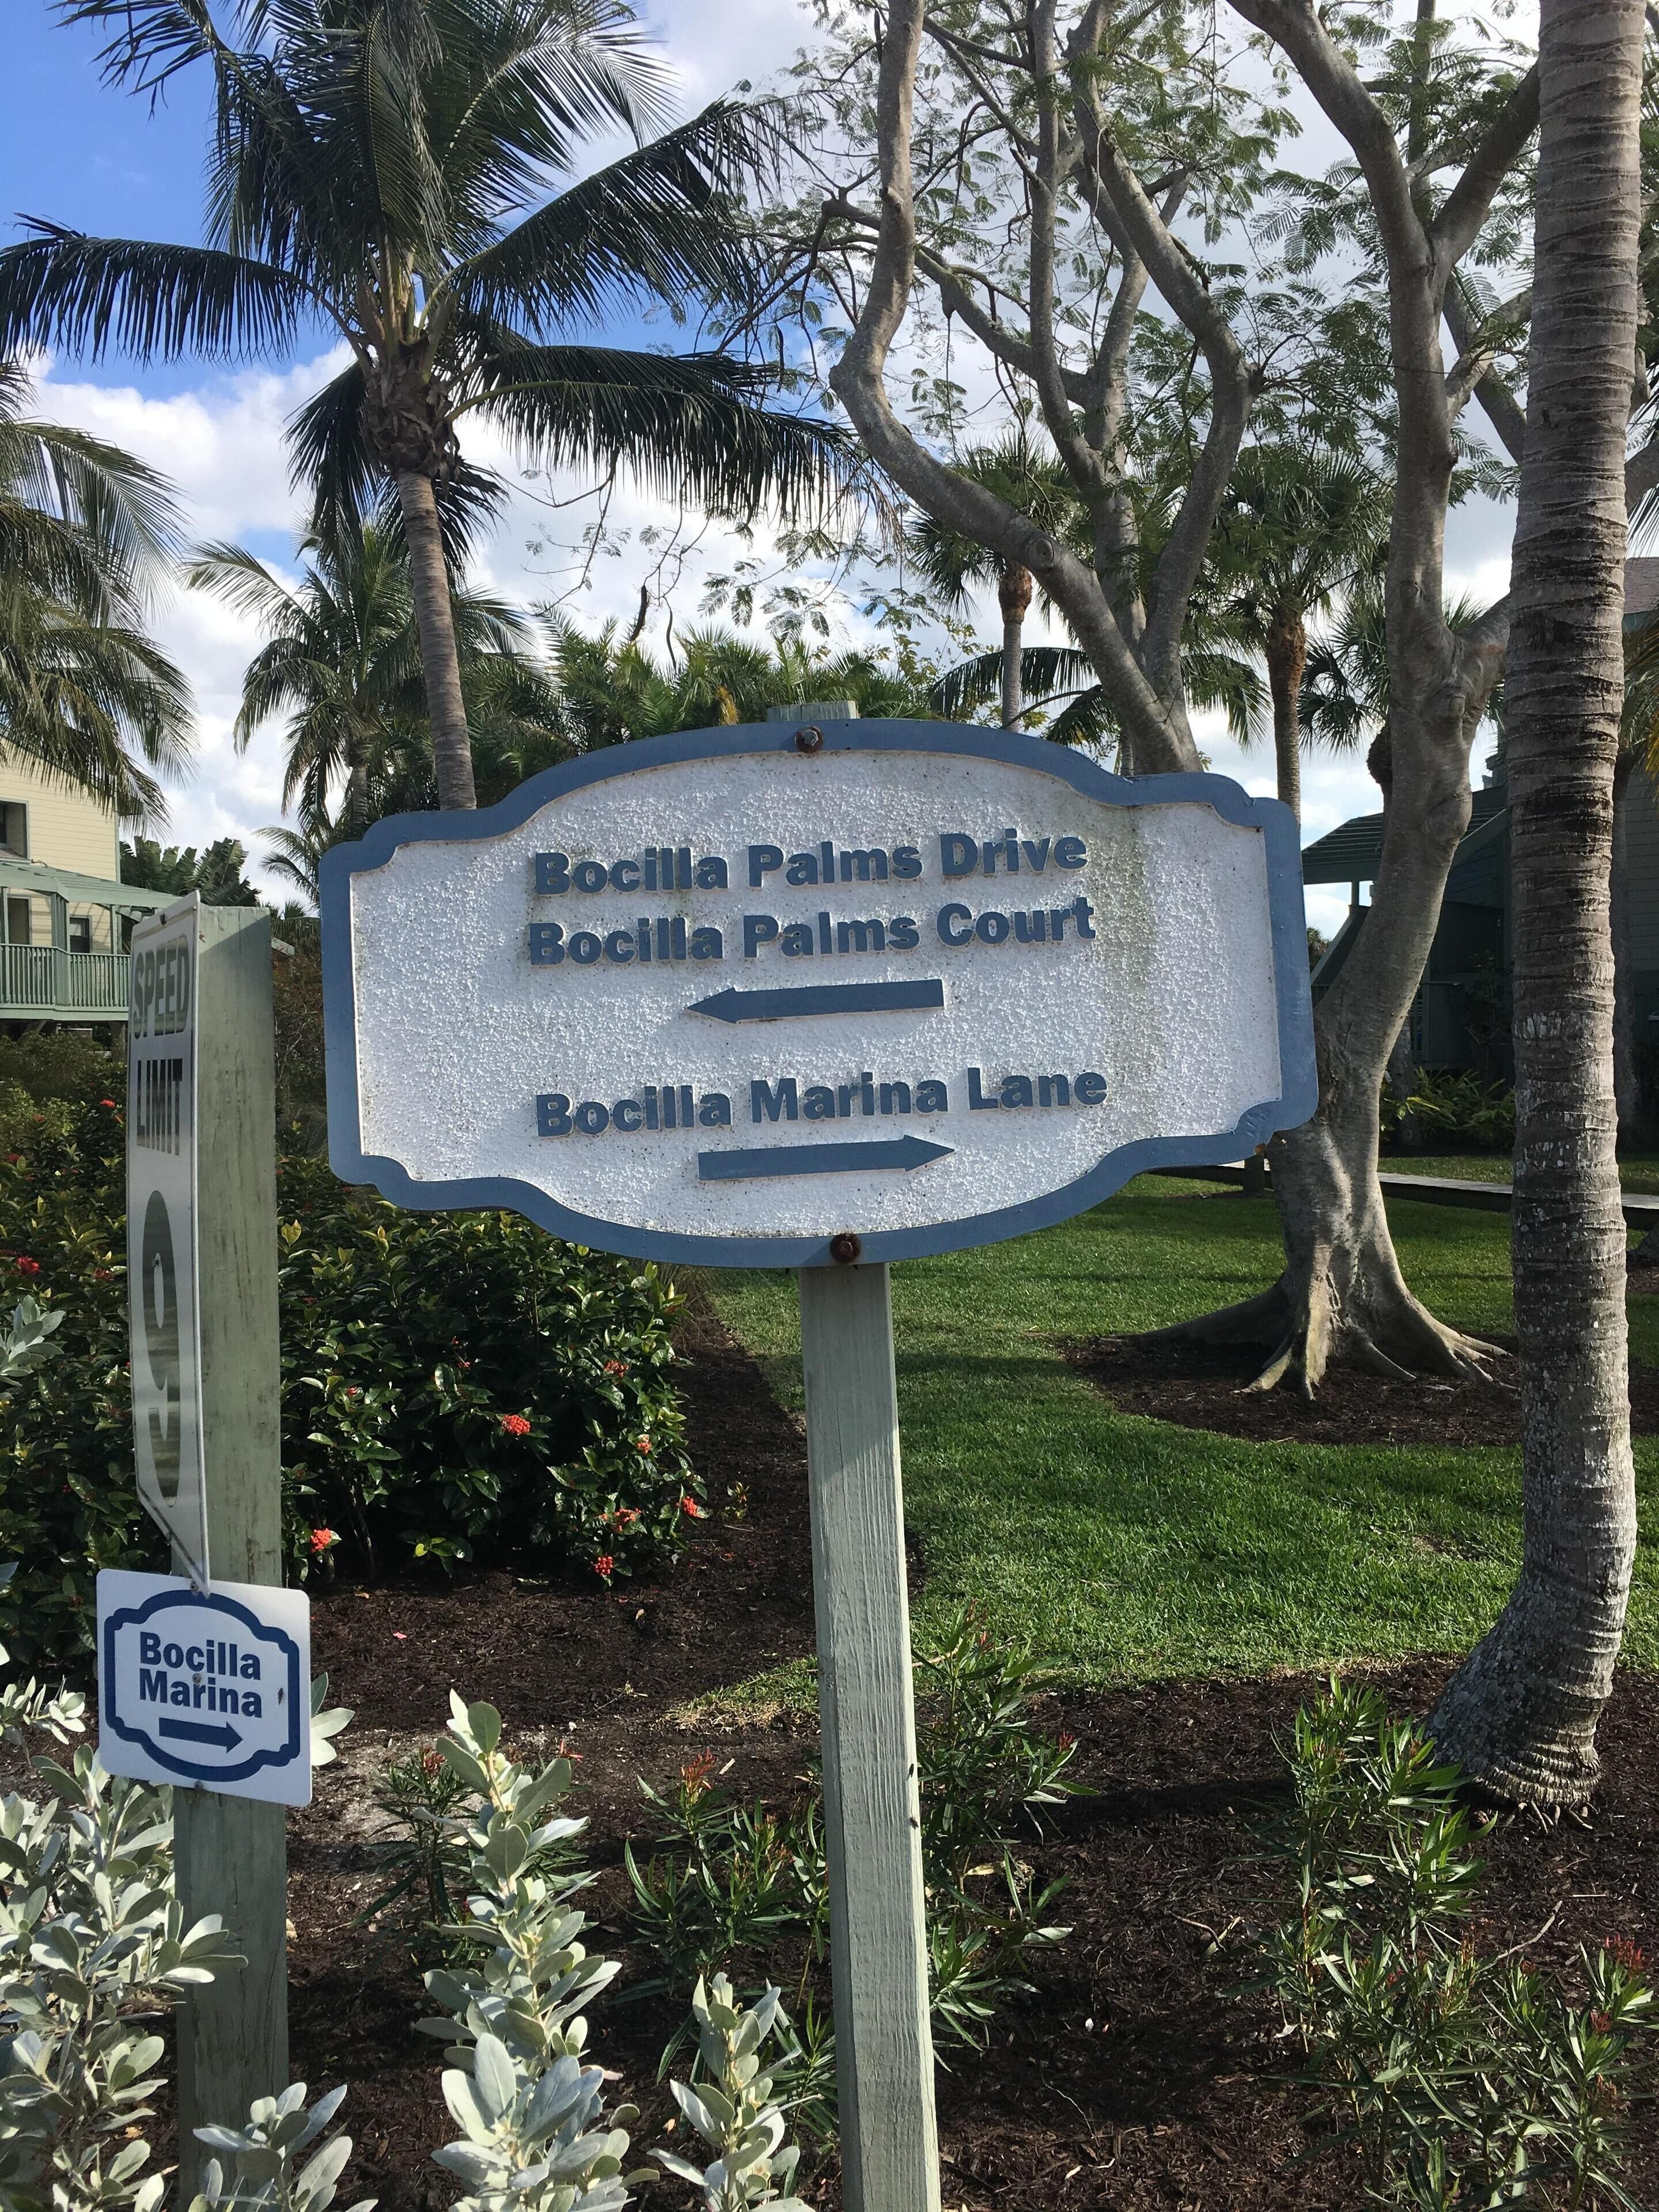 Bocilla Palms Drive
Bocilla Palms Court
Bocilla Marina Lane
SPEED
LIMIT
9
Bocilla
Marina